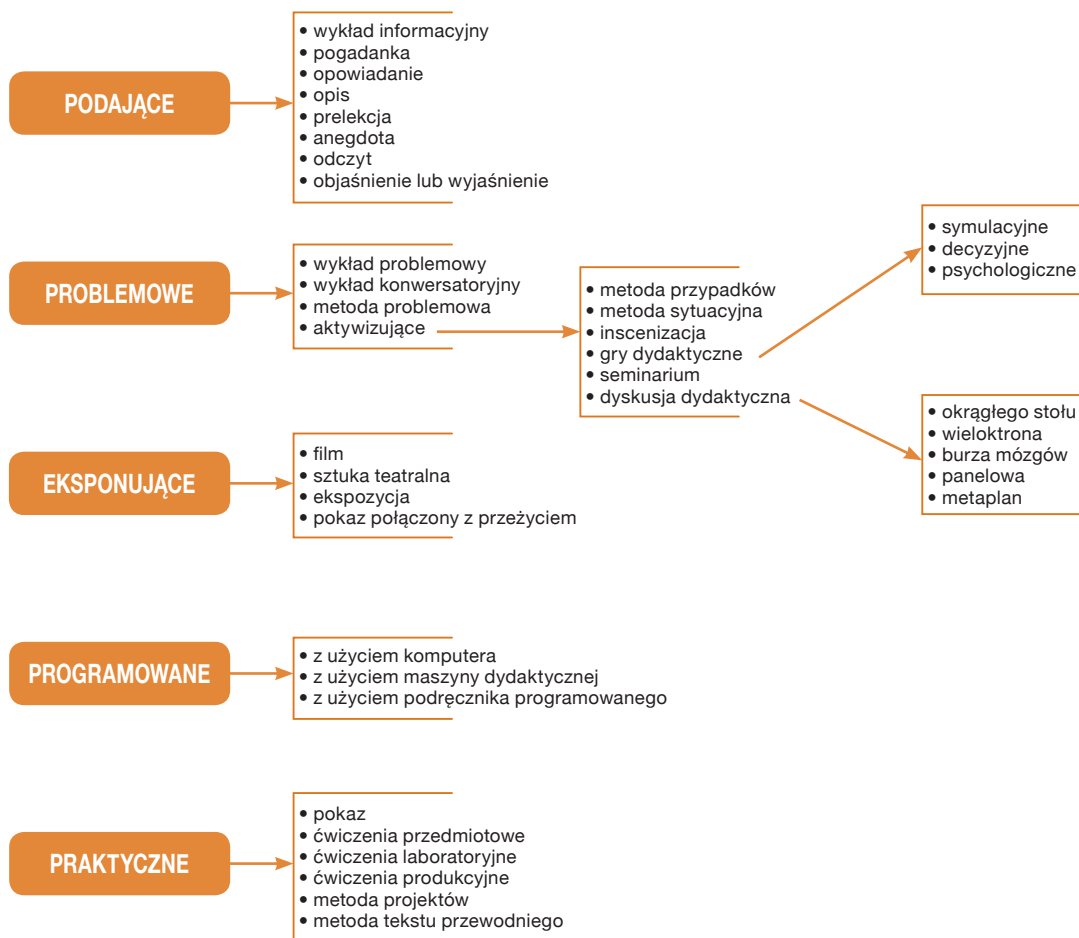 PODAJĄCE
• wykład informacyjny
• pogadanka
• opowiadanie
• opis
• prelekcja
• anegdota
• odczyt
• objaśnienie lub wyjaśnienie
PROBLEMOWE
• wykład problemowy
• wykład konwersatoryjny
• metoda problemowa
• aktywizujące
• metoda przypadków
• metoda sytuacyjna
• inscenizacja
• gry dydaktyczne
• seminarium
• dyskusja dydaktyczna
• symulacyjne
• decyzyjne
• psychologiczne
• okrągłego stołu
• wieloktrona
• burza mózgów
• panelowa
• metaplan
EKSPONUJĄCE
• film
• sztuka teatralna
• ekspozycja
• pokaz połączony z przeżyciem
PROGRAMOWANE
• z użyciem komputera
• z użyciem maszyny dydaktycznej
• z użyciem podręcznika programowanego
PRAKTYCZNE
• pokaz
• ćwiczenia przedmiotowe
• ćwiczenia laboratoryjne
• ćwiczenia produkcyjne
• metoda projektów
• metoda tekstu przewodniego